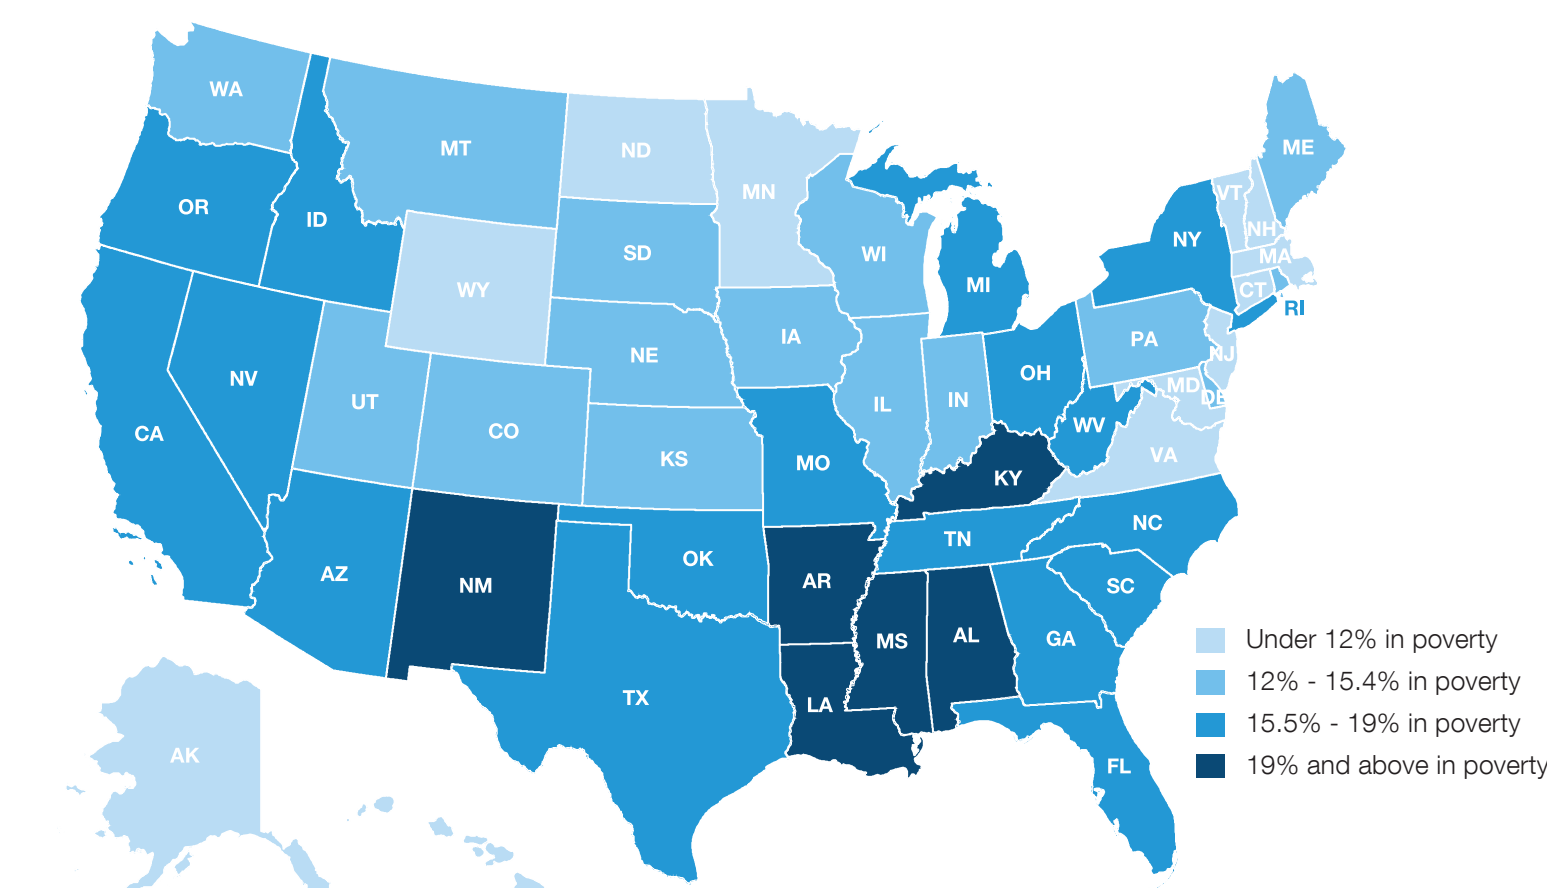 WA
MT
ND
MN
ME
OR
ID
VT
NH
NY
WI
SD
MA
MI
WY
CT
RI
IA
PA
NE
NJ
NV
OH
MD
UT
DE
IL
IN
CO
CA
WV
KS
MO
VA
KY
NC
TN
OK
AZ
AR
NM
SC
MS
AL
GA
TX
LA
AK
FL
Under 12% in poverty
12% - 15.4% in poverty
15.5% - 19% in poverty
19% and above in poverty